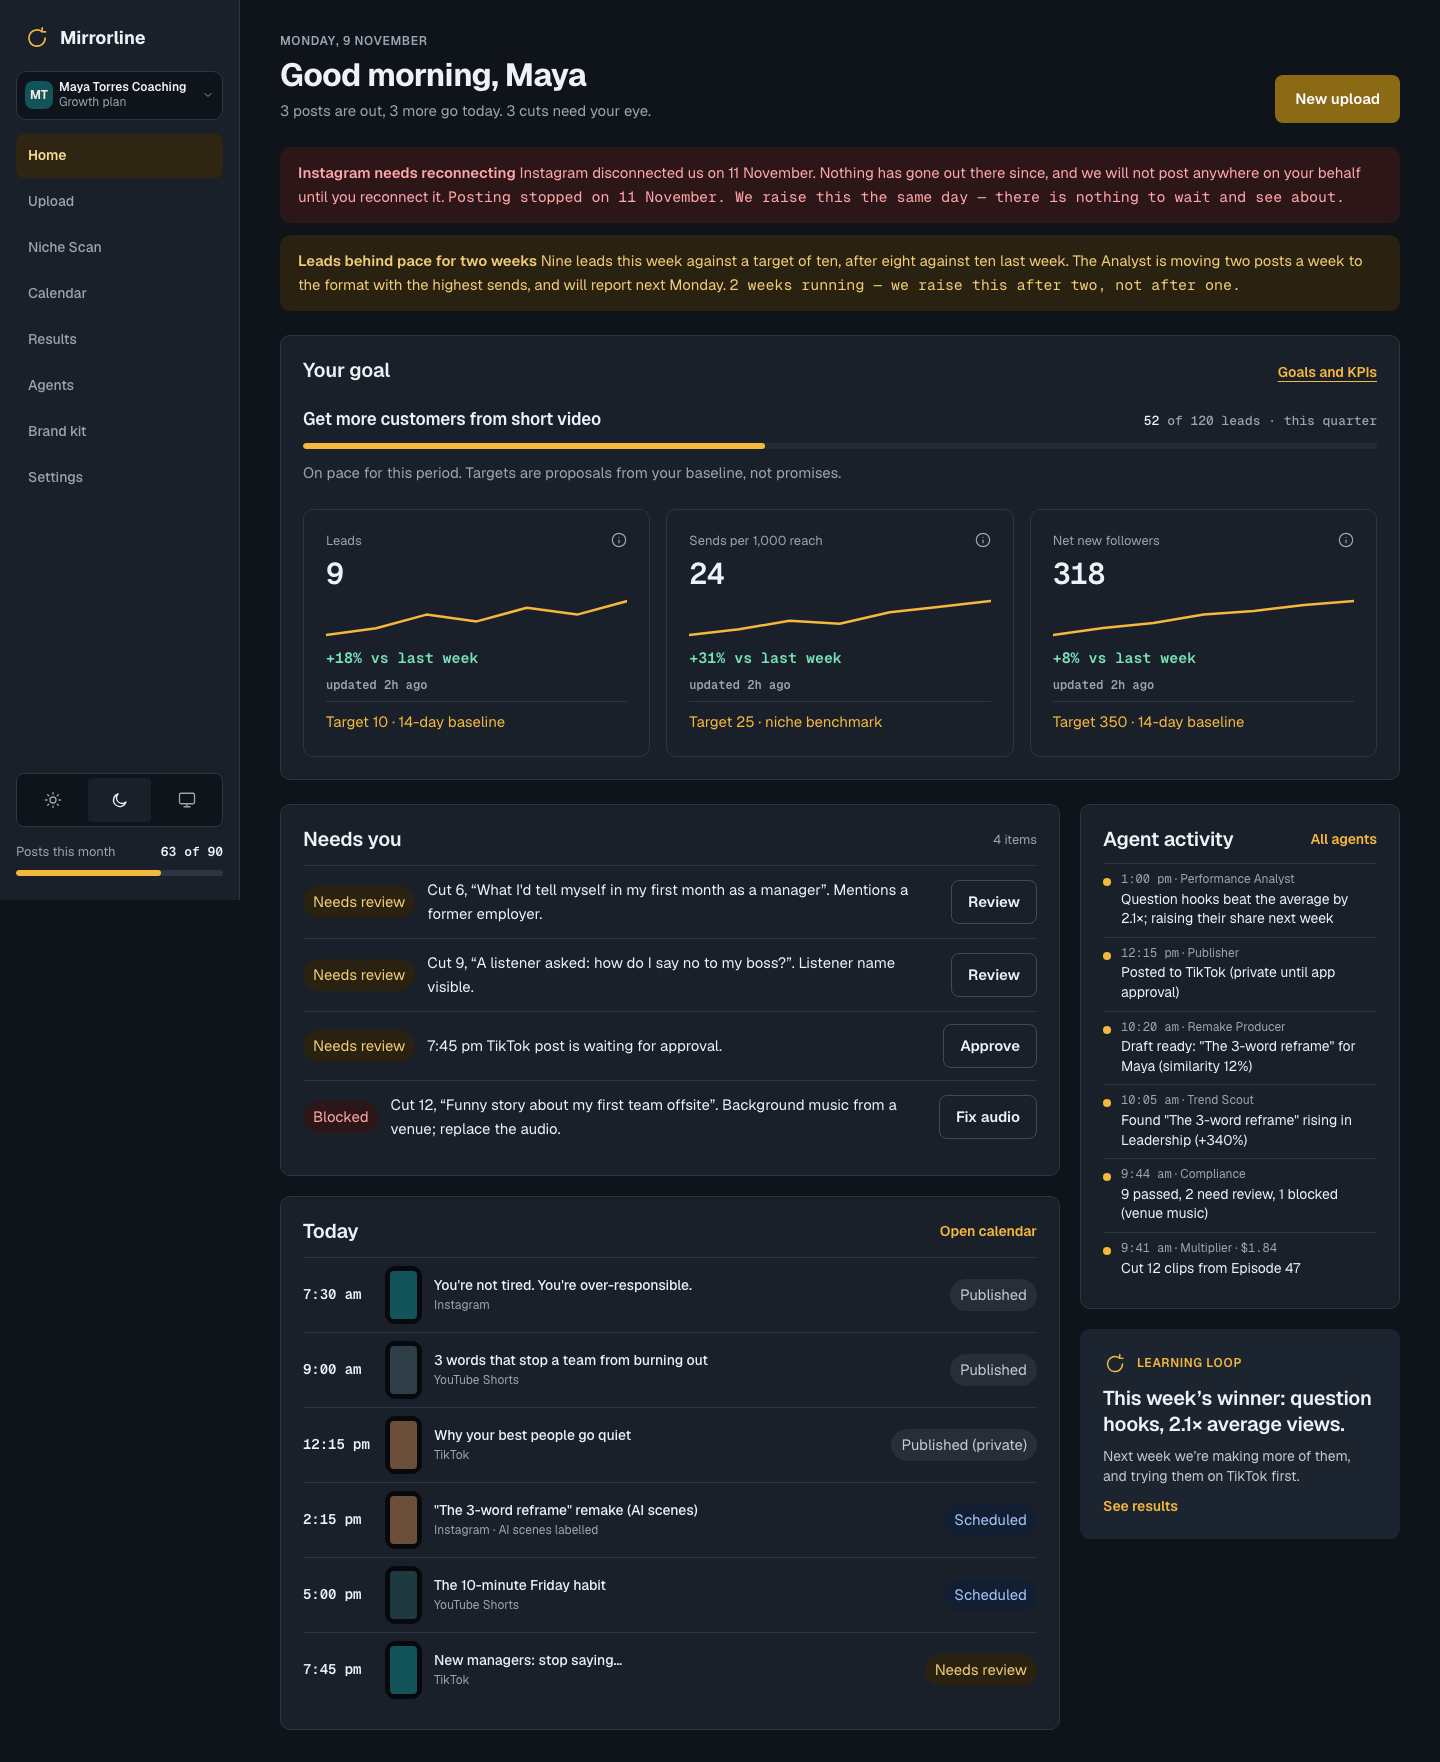 Mirrorline
MT
Maya Torres Coaching
Growth plan
Home
Upload
Niche Scan
Calendar
Results
Agents
Brand kit
Settings
Posts this month
63 of 90
MONDAY, 9 NOVEMBER
Good morning, Maya
3 posts are out, 3 more go today. 3 cuts need your eye.
New upload
Instagram needs reconnecting Instagram disconnected us on 11 November. Nothing has gone out there since, and we will not post anywhere on your behalf
until you reconnect it. Posting stopped on 11 November. We raise this the same day — there is nothing to wait and see about.
Leads behind pace for two weeks Nine leads this week against a target of ten, after eight against ten last week. The Analyst is moving two posts a week to
the format with the highest sends, and will report next Monday. 2 weeks running — we raise this after two, not after one.
Your goal
Goals and KPIs
Get more customers from short video
52 of 120 leads · this quarter
On pace for this period. Targets are proposals from your baseline, not promises.
Leads
9
+18% vs last week
updated 2h ago
Target 10 · 14-day baseline
Sends per 1,000 reach
24
+31% vs last week
updated 2h ago
Target 25 · niche benchmark
Net new followers
318
+8% vs last week
updated 2h ago
Target 350 · 14-day baseline
Needs you
4 items
Needs review
Cut 6, “What I'd tell myself in my first month as a manager”. Mentions a
former employer.
Review
Needs review
Cut 9, “A listener asked: how do I say no to my boss?”. Listener name
visible.
Review
Needs review
7:45 pm TikTok post is waiting for approval.
Approve
Blocked
Cut 12, “Funny story about my first team offsite”. Background music from a
venue; replace the audio.
Fix audio
Today
Open calendar
7:30 am
You're not tired. You're over-responsible.
Instagram
Published
9:00 am
3 words that stop a team from burning out
YouTube Shorts
Published
12:15 pm
Why your best people go quiet
TikTok
Published (private)
2:15 pm
"The 3-word reframe" remake (AI scenes)
Instagram · AI scenes labelled
Scheduled
5:00 pm
The 10-minute Friday habit
YouTube Shorts
Scheduled
7:45 pm
New managers: stop saying…
TikTok
Needs review
Agent activity
All agents
1:00 pm · Performance Analyst
Question hooks beat the average by
2.1×; raising their share next week
12:15 pm · Publisher
Posted to TikTok (private until app
approval)
10:20 am · Remake Producer
Draft ready: "The 3-word reframe" for
Maya (similarity 12%)
10:05 am · Trend Scout
Found "The 3-word reframe" rising in
Leadership (+340%)
9:44 am · Compliance
9 passed, 2 need review, 1 blocked
(venue music)
9:41 am · Multiplier · $1.84
Cut 12 clips from Episode 47
LEARNING LOOP
This week’s winner: question
hooks, 2.1× average views.
Next week we’re making more of them,
and trying them on TikTok first.
See results